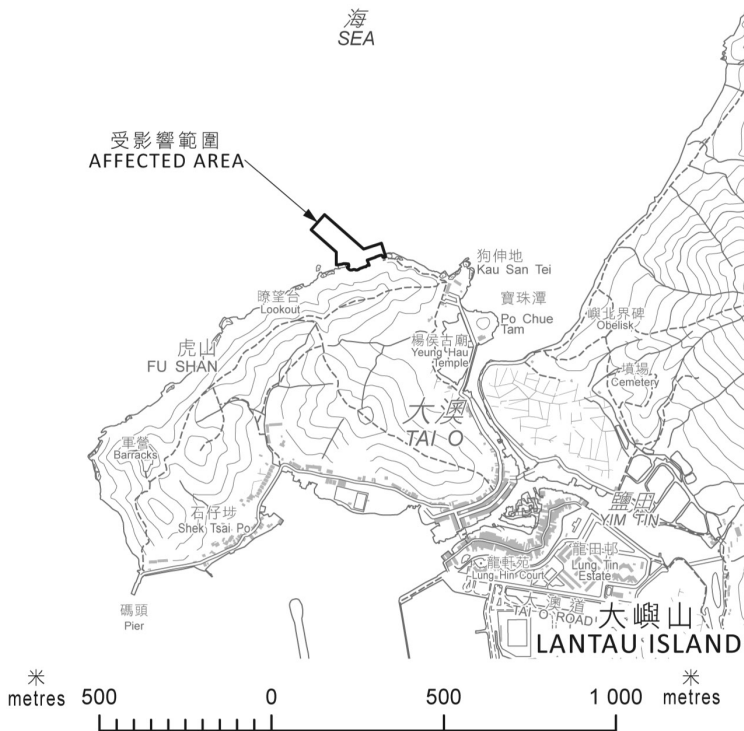 海
SEA
受影響範圍
AFFECTED AREA
狗伸地
Kau San Tei
瞭望台
Lookout
寶珠潭
Po Chue
Tam
嶼北界碑
Obelisk
楊侯古廟
Yeung Hau
Temple
虎山
FU SHAN
墳場
Cemetery
大澳
TAI O
軍營
Barracks
石仔埗
Shek Tsai Po
鹽田
YIM TIN
龍軒苑
Lung Hin Court
龍田邨
Lung Tin
Estate
碼頭
Pier
大澳道
TAI O ROAD
大嶼山
LANTAU ISLAND
米
metres
500
0
500
1 000
米
metres